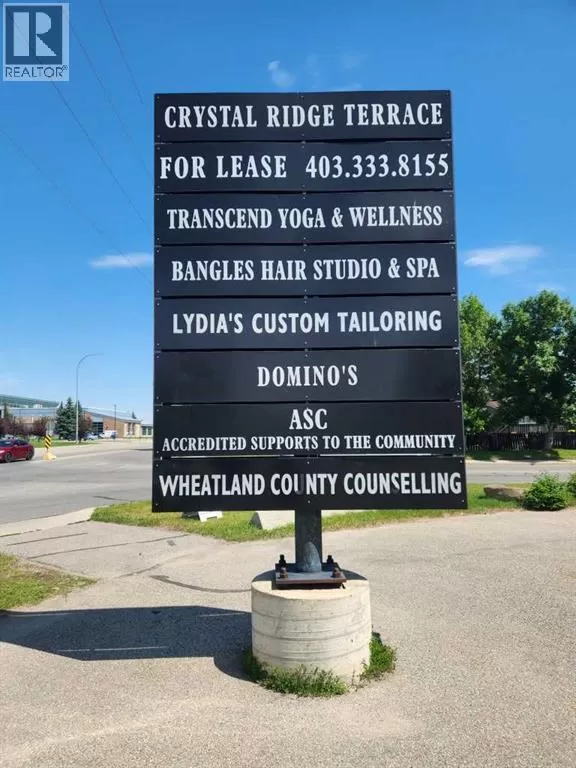 REALTOR®
CRYSTAL RIDGE TERRACE
FOR LEASE 403.333.8155
TRANSCEND YOGA & WELLNESS
BANGLES HAIR STUDIO & SPA
LYDIA'S CUSTOM TAILORING
DOMINO'S
ASC
ACCREDITED SUPPORTS TO THE COMMUNITY
WHEATLAND COUNTY COUNSELLING